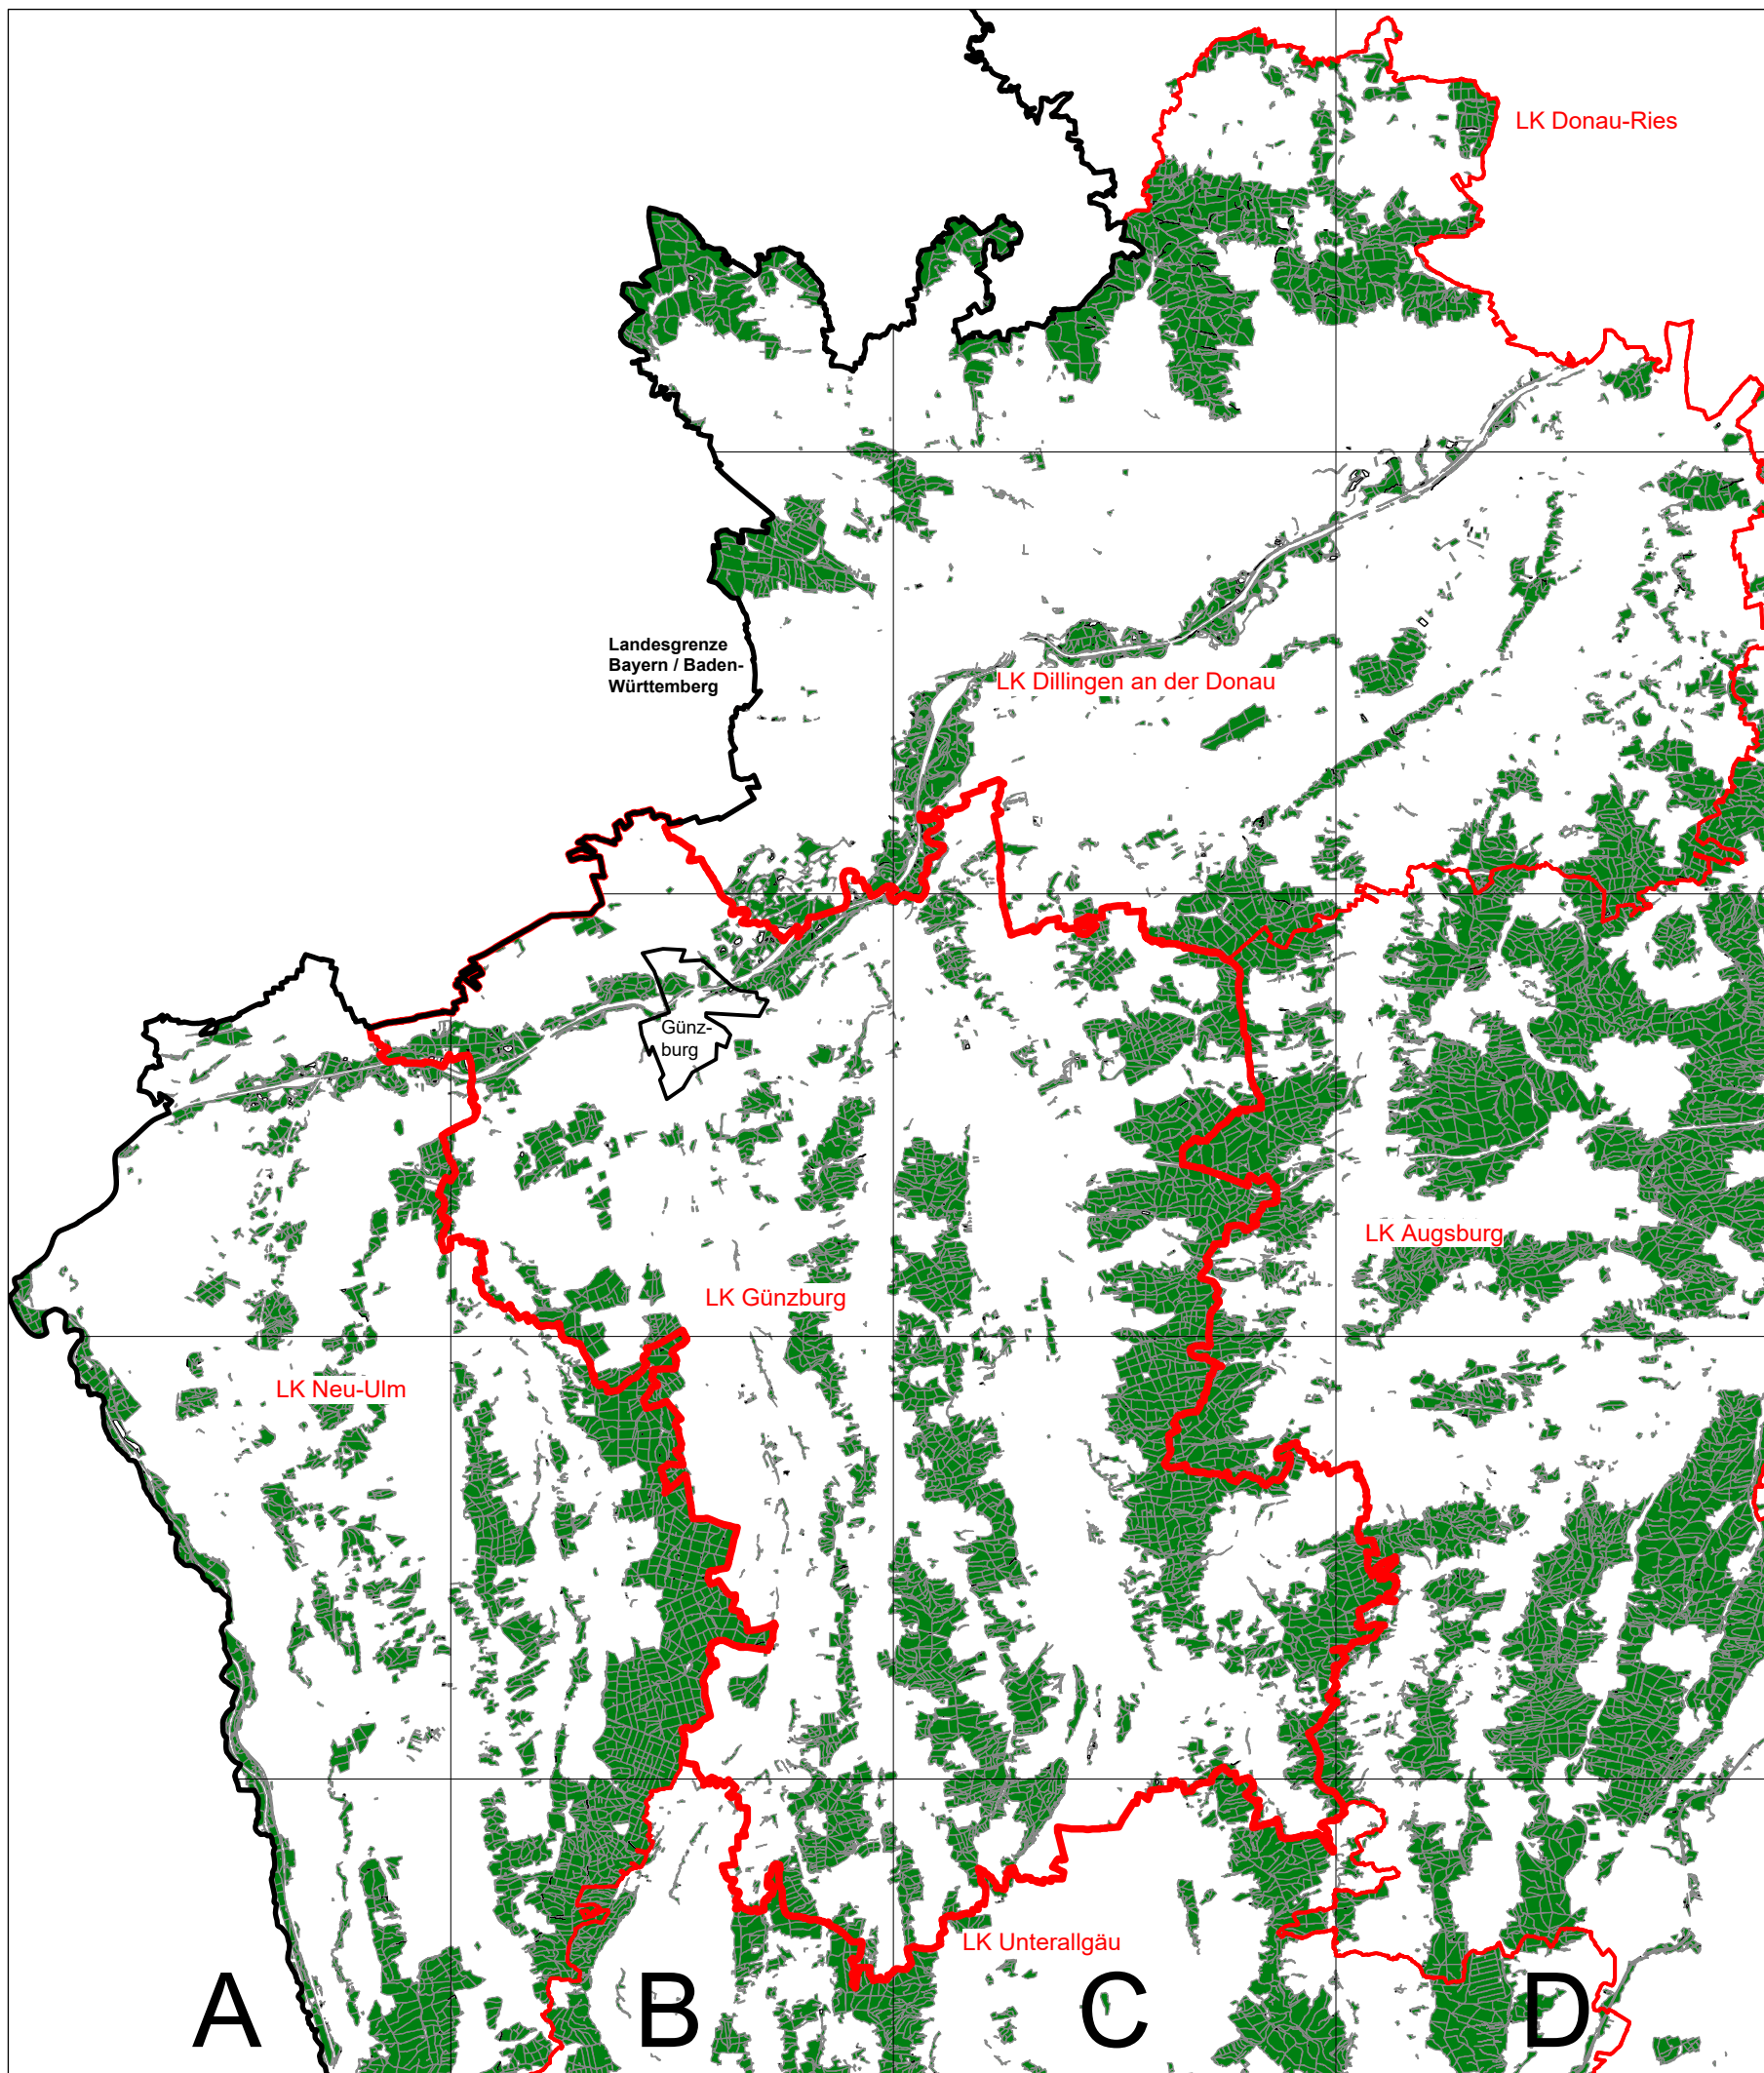 LK Donau-Ries
Landesgrenze
Bayern / Baden-
Württemberg
LK Dillingen an der Donau
Günz-
burg
LK Augsburg
LK Günzburg
LK Neu-Ulm
LK Unterallgäu
A
B
C
D